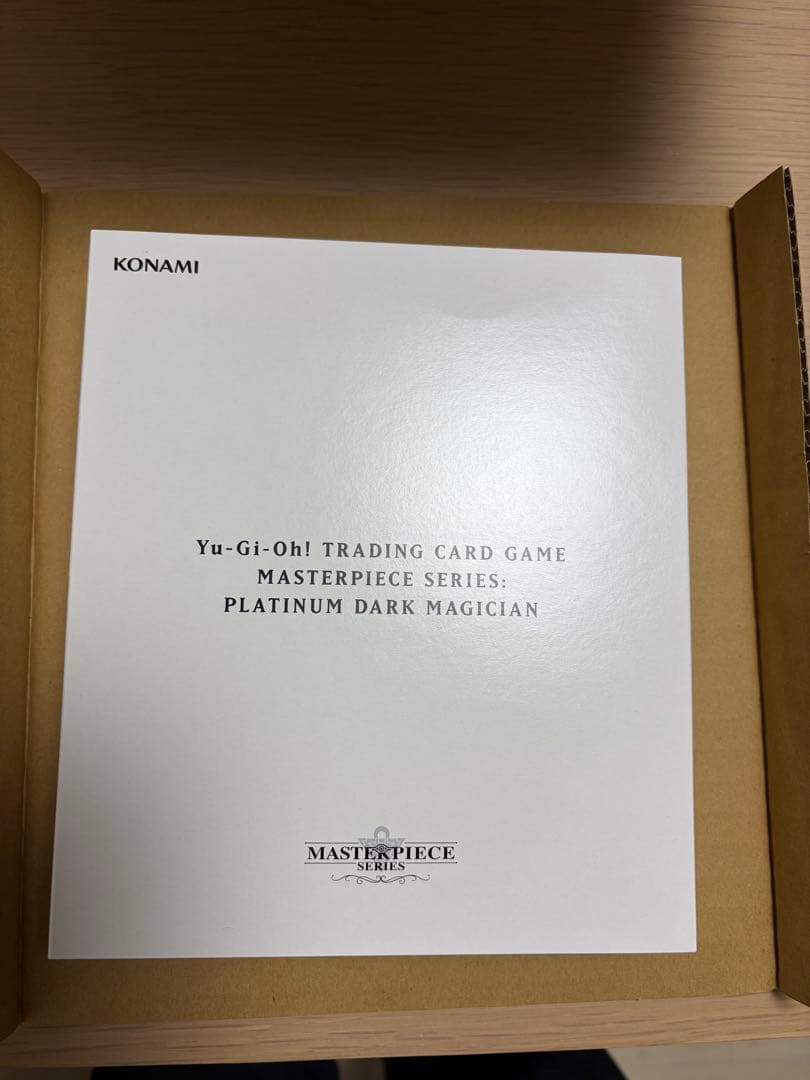 KONAMI
Yu-Gi-Oh! TRADING CARD GAME
MASTERPIECE SERIES:
PLATINUM DARK MAGICIAN
MASTERPIECE
SERIES